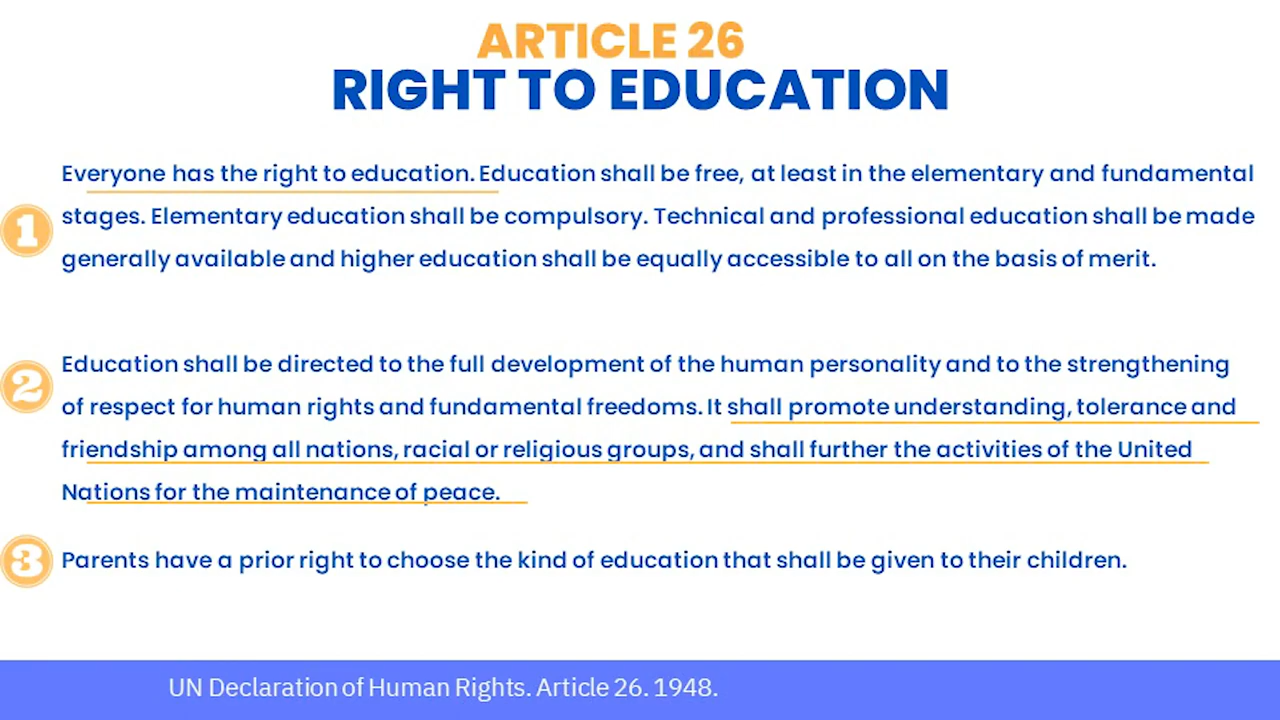 ARTICLE 26
RIGHT TO EDUCATION
Everyone has the right to education. Education shall be free, at least in the elementary and fundamental
1
stages. Elementary education shall be compulsory. Technical and professional education shall be made
generally available and higher education shall be equally accessible to all on the basis of merit.
Education shall be directed to the full development of the human personality and to the strengthening
2
of respect for human rights and fundamental freedoms. It shall promote understanding, tolerance and
friendship among all nations, racial or religious groups, and shall further the activities of the United
Nations for the maintenance of peace.
3
Parents have a prior right to choose the kind of education that shall be given to their children.
UN Declaration of Human Rights. Article 26. 1948.